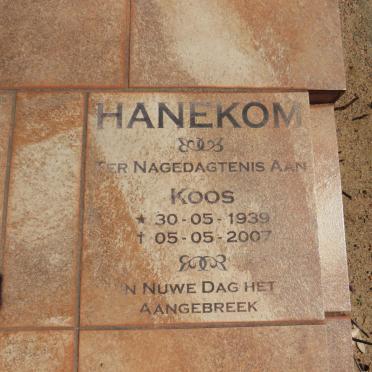 HANEKOM
TER NAGEDAGTENIS AAN
KOOS
★ 30-05-1939
† 05-05-2007
'N NUWE DAG HET
AANGEBREEK